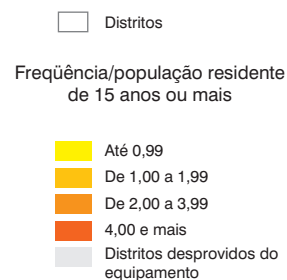 Distritos
Freqüência/população residente
de 15 anos ou mais
Até 0,99
De 1,00 a 1,99
De 2,00 a 3,99
4,00 e mais
Distritos desprovidos do
equipamento